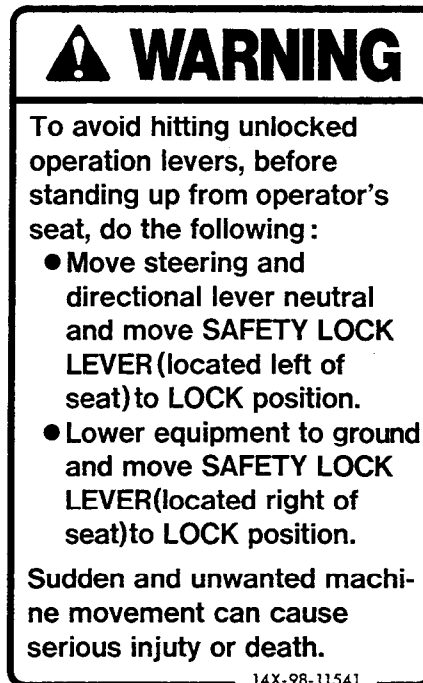 WARNING
To avoid hitting unlocked
operation levers, before
standing up from operator's
seat, do the following :
● Move steering and
directional lever neutral
and move SAFETY LOCK
LEVER (located left of
seat) to LOCK position.
● Lower equipment to ground
and move SAFETY LOCK
LEVER(located right of
seat)to LOCK position.
Sudden and unwanted machi-
ne movement can cause
serious injuty or death.
14X-98-11541